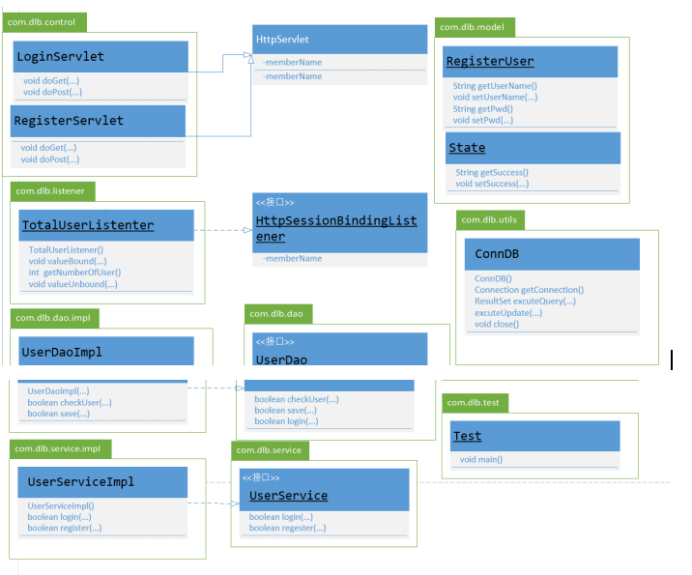 com.dlb.control
LoginServlet
void doGet(...)
void doPost(...)
RegisterServlet
void doGet(...)
void doPost(...)
HttpServlet
-memberName
-memberName
com.dlb.model
RegisterUser
String getUserName()
void setUserName(...)
String getPwd()
void setPwd(...)
State
String getSuccess()
void setSuccess(...)
com.dlb.listener
TotalUserListenter
TotalUserListener()
void valueBound(...)
int getNumberOfUser()
void valueUnbound(...)
<<接口>>
HttpSessionBindingList
ener
-memberName
com.dlb.utils
ConnDB
ConnDB()
Connection getConnection()
ResultSet excuteQuery(...)
excuteUpdate(...)
void close()
com.dlb.dao.impl
UserDaoImpl
UserDaoImpl(...)
boolean checkUser(...)
boolean save(...)
com.dlb.dao
<<接口>>
UserDao
boolean checkUser(...)
boolean save(...)
boolean login(...)
com.dlb.test
Test
void main()
com.dlb.service.impl
UserServiceImpl
UserServiceImpl()
boolean login(...)
boolean register(...)
com.dlb.service
<<接口>>
UserService
boolean login(...)
boolean regester(...)